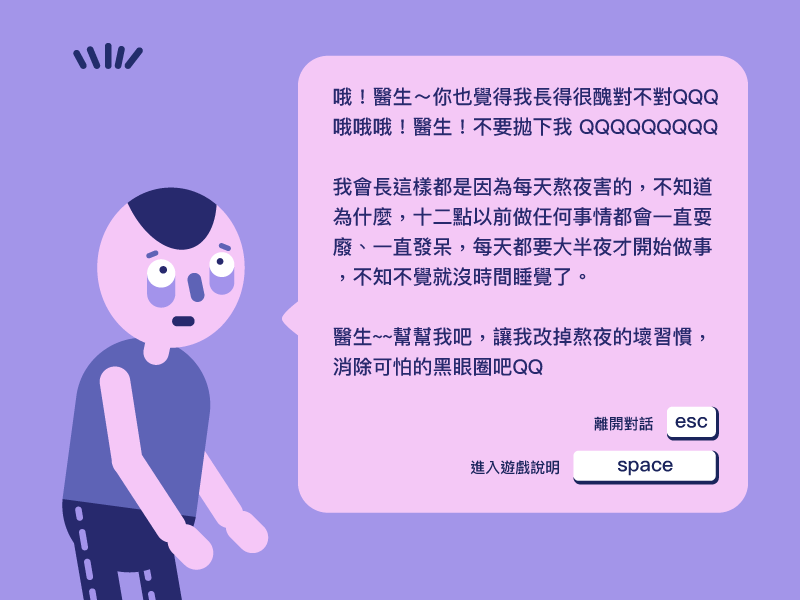 哦！醫生～你也覺得我長得很醜對不對QQQ
哦哦哦！醫生！不要拋下我 QQQQQQQQQ
我會長這樣都是因為每天熬夜害的，不知道
為什麼，十二點以前做任何事情都會一直耍
廢、一直發呆，每天都要大半夜才開始做事
，不知不覺就沒時間睡覺了。
醫生~~幫幫我吧，讓我改掉熬夜的壞習慣，
消除可怕的黑眼圈吧QQ
離開對話 esc
進入遊戲說明 space